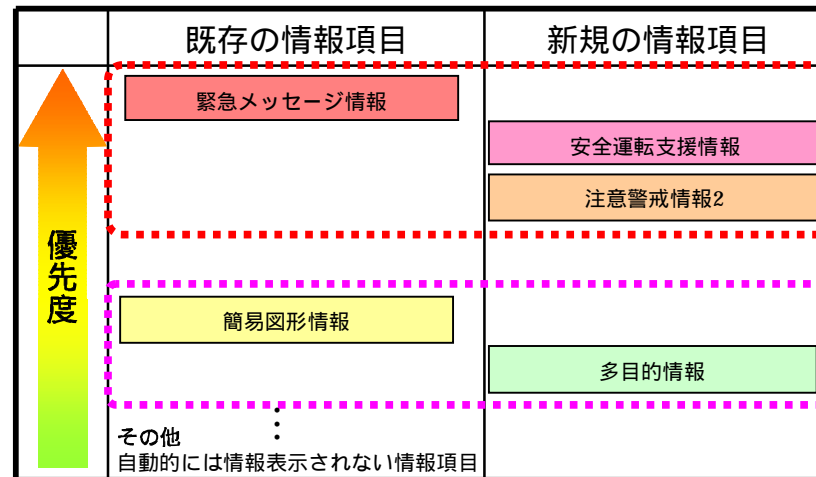 既存の情報項目
新規の情報項目
緊急メッセージ情報
安全運転支援情報
注意警戒情報2
優先度
簡易図形情報
多目的情報
その他
自動的には情報表示されない情報項目